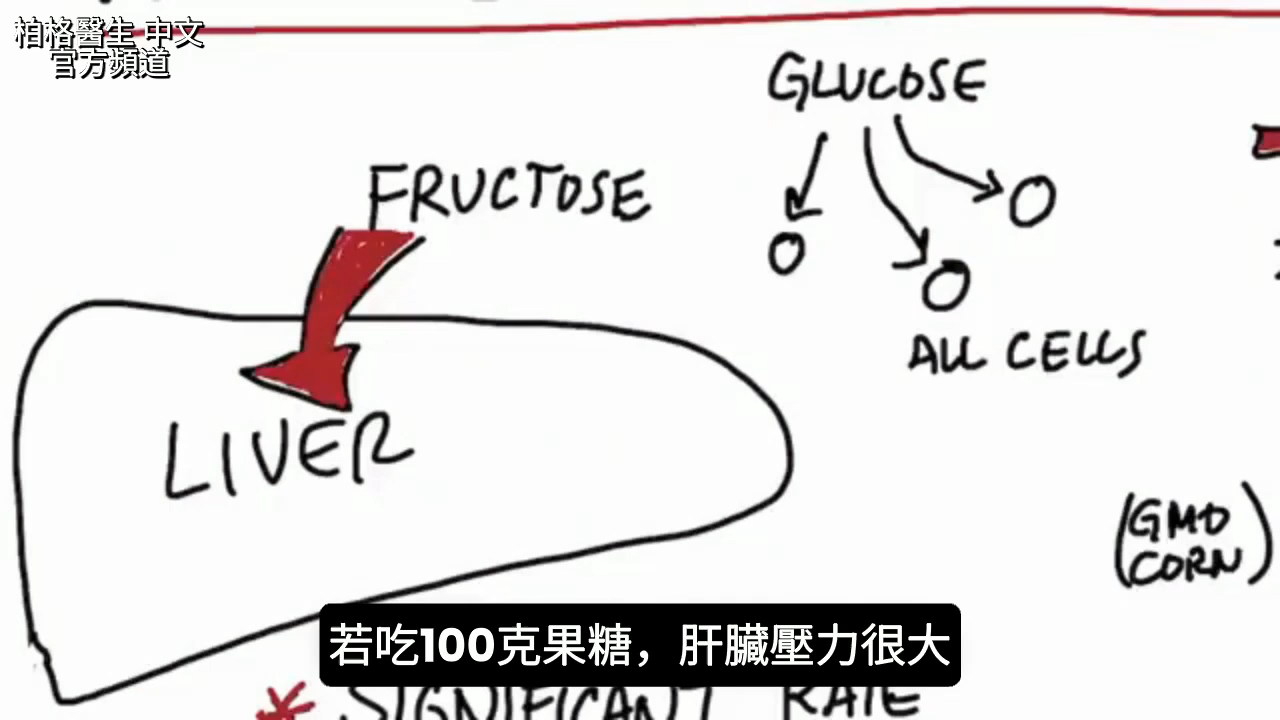 柏格醫生 中文
官方頻道
GLUCOSE
FRUCTOSE
ALL CELLS
LIVER
(GMO
CORN)
若吃100克果糖，肝臟壓力很大
* SIGNIFICANT RATE